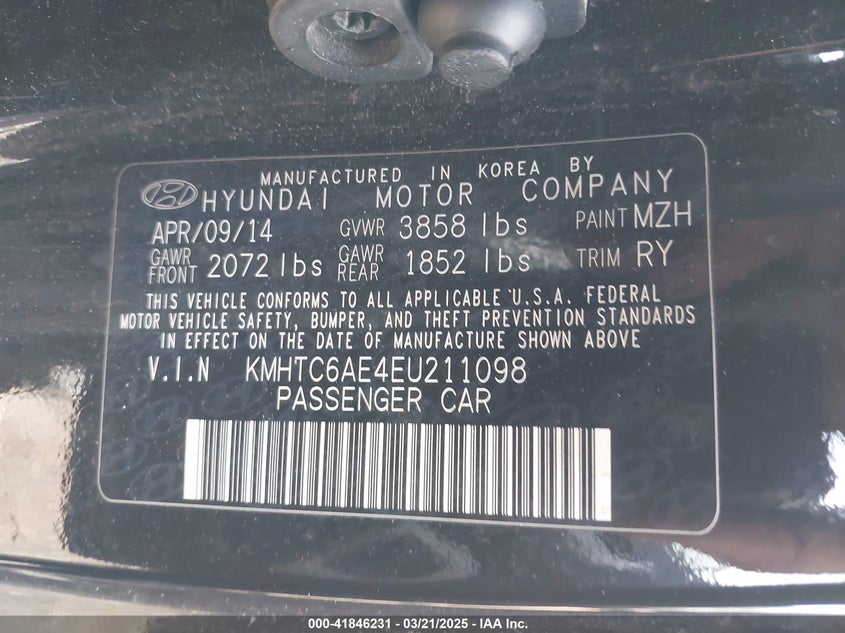 MANUFACTURED IN KOREA BY
HYUNDAI MOTOR COMPANY
APR/09/14 GVWR 3858 lbs PAINT MZH
GAWR FRONT 2072 lbs GAWR REAR 1852 lbs TRIM RY
THIS VEHICLE CONFORMS TO ALL APPLICABLE U.S.A. FEDERAL
MOTOR VEHICLE SAFETY, BUMPER, AND THEFT PREVENTION STANDARDS
IN EFFECT ON THE DATE OF MANUFACTURE SHOWN ABOVE
V.I.N KMHTC6AE4EU211098
PASSENGER CAR
000-41846231 - 03/21/2025 - IAA Inc.